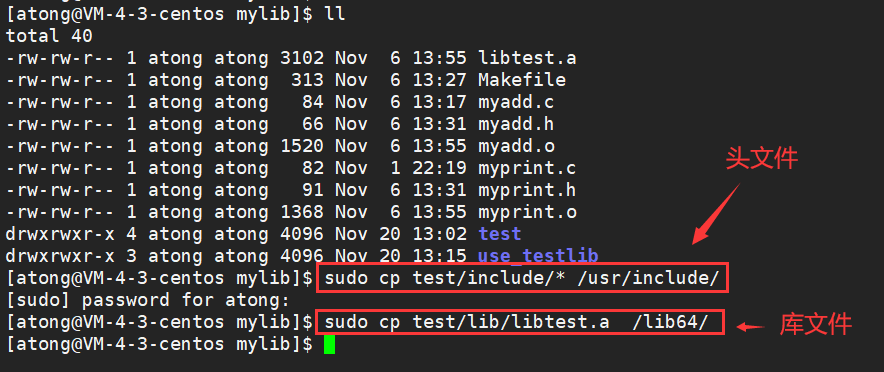 [atong@VM-4-3-centos mylib]$ ll
total 40
-rw-rw-r-- 1 atong atong 3102 Nov  6 13:55 libtest.a
-rw-rw-r-- 1 atong atong  313 Nov  6 13:27 Makefile
-rw-rw-r-- 1 atong atong   84 Nov  6 13:17 myadd.c
-rw-rw-r-- 1 atong atong   66 Nov  6 13:31 myadd.h
-rw-rw-r-- 1 atong atong 1520 Nov  6 13:55 myadd.o
-rw-rw-r-- 1 atong atong   82 Nov  1 22:19 myprint.c
头文件
-rw-rw-r-- 1 atong atong   91 Nov  6 13:31 myprint.h
-rw-rw-r-- 1 atong atong 1368 Nov  6 13:55 myprint.o
drwxrwxr-x 4 atong atong 4096 Nov 20 13:02 test
drwxrwxr-x 3 atong atong 4096 Nov 20 13:15 use_testlib
[atong@VM-4-3-centos mylib]$ sudo cp test/include/* /usr/include/
[sudo] password for atong:
[atong@VM-4-3-centos mylib]$ sudo cp test/lib/libtest.a  /lib64/
库文件
[atong@VM-4-3-centos mylib]$